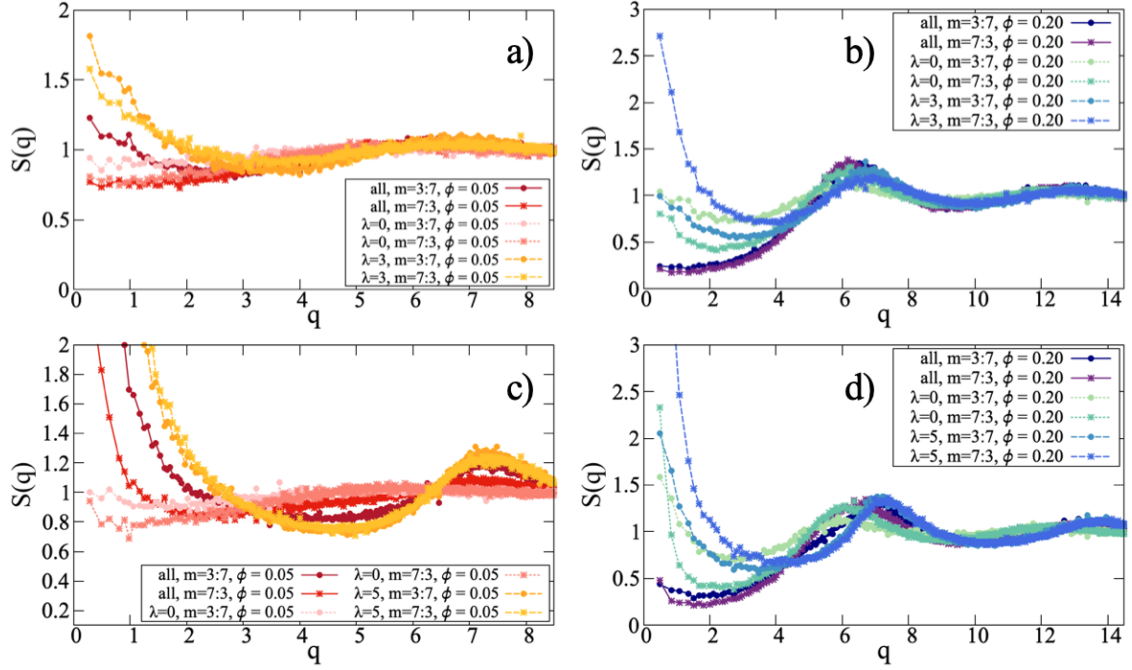 a)
2
1.5
1
0.5
0
S(q)
0 1 2 3 4 5 6 7 8
q
all, m=3:7, ϕ = 0.05
all, m=7:3, ϕ = 0.05
λ=0, m=3:7, ϕ = 0.05
λ=0, m=7:3, ϕ = 0.05
λ=3, m=3:7, ϕ = 0.05
λ=3, m=7:3, ϕ = 0.05
b)
3
2.5
2
1.5
1
0.5
0
S(q)
0 2 4 6 8 10 12 14
q
all, m=3:7, ϕ = 0.20
all, m=7:3, ϕ = 0.20
λ=0, m=3:7, ϕ = 0.20
λ=0, m=7:3, ϕ = 0.20
λ=3, m=3:7, ϕ = 0.20
λ=3, m=7:3, ϕ = 0.20
c)
2
1.8
1.6
1.4
1.2
1
0.8
0.6
0.4
0.2
S(q)
0 1 2 3 4 5 6 7 8
q
all, m=3:7, ϕ = 0.05
all, m=7:3, ϕ = 0.05
λ=0, m=3:7, ϕ = 0.05
λ=0, m=7:3, ϕ = 0.05
λ=5, m=3:7, ϕ = 0.05
λ=5, m=7:3, ϕ = 0.05
d)
3
2.5
2
1.5
1
0.5
0
S(q)
0 2 4 6 8 10 12 14
q
all, m=3:7, ϕ = 0.20
all, m=7:3, ϕ = 0.20
λ=0, m=3:7, ϕ = 0.20
λ=0, m=7:3, ϕ = 0.20
λ=5, m=3:7, ϕ = 0.20
λ=5, m=7:3, ϕ = 0.20